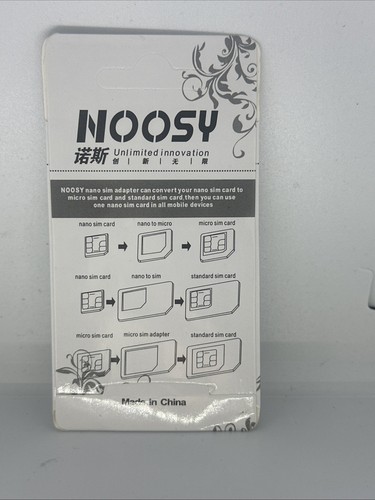 NOOSY
诺斯 Unlimited innovation
创 | 新 | 无 | 限
NOOSY nano sim adapter can convert your nano sim card to
micro sim card and standard sim card, then you can use
one nano sim card in all mobile devices
nano sim card nano to micro micro sim card
nano sim card nano to sim standard sim card
micro sim card micro sim adapter standard sim card
Made in China